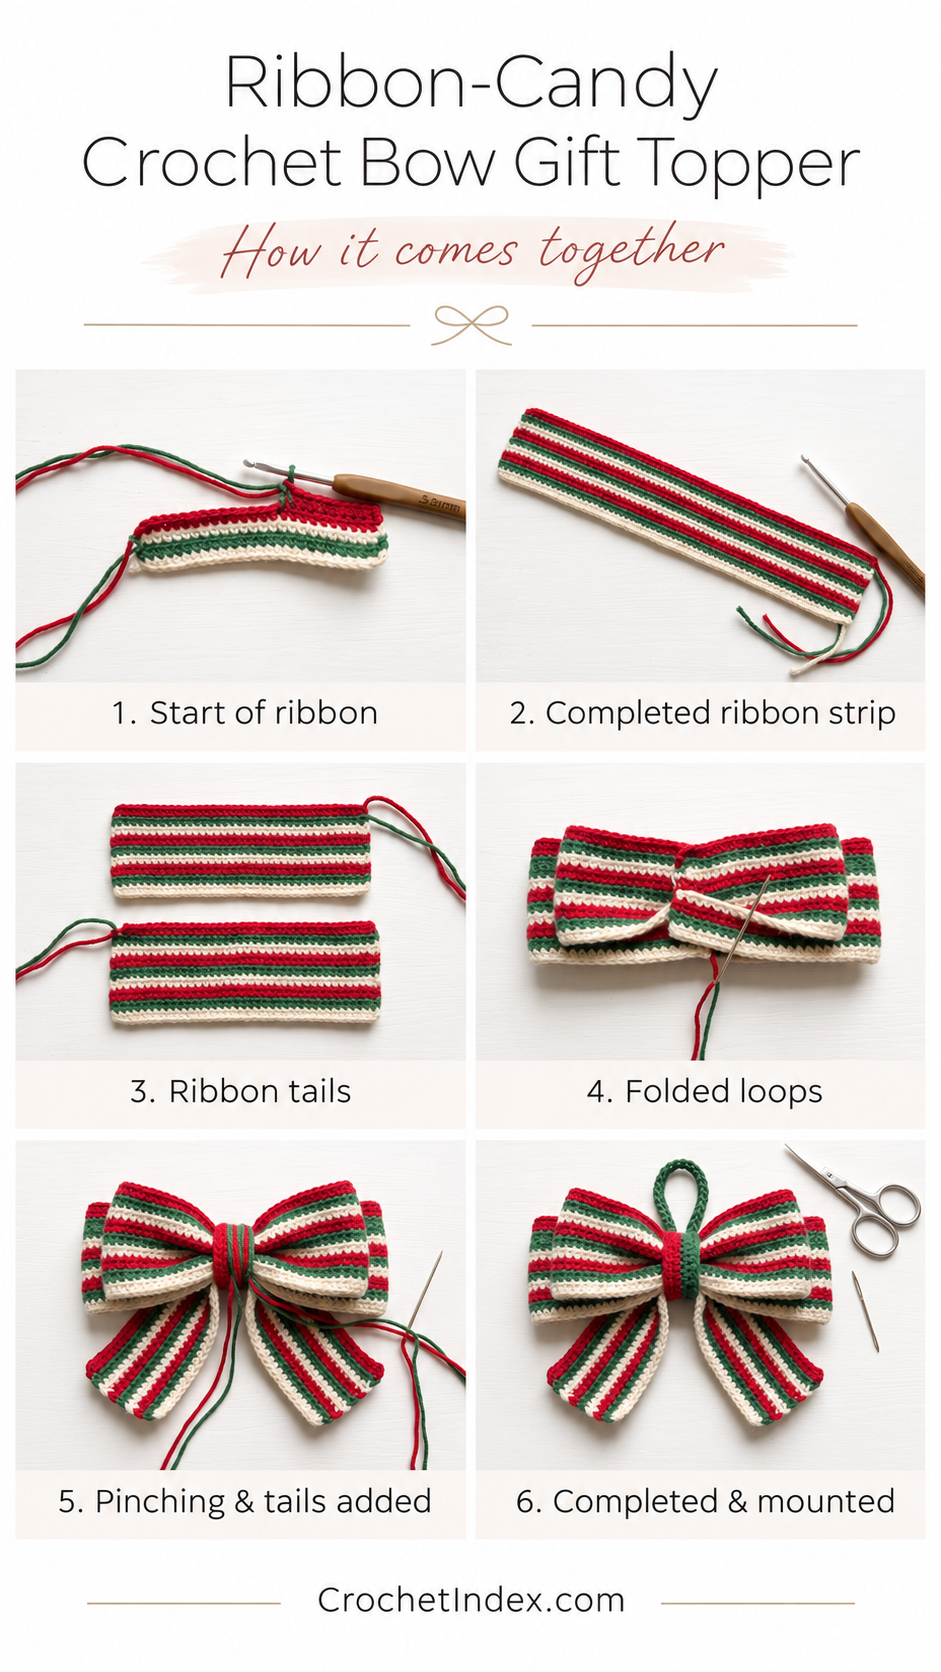 Ribbon-Candy
Crochet Bow Gift Topper
How it comes together
1. Start of ribbon
2. Completed ribbon strip
3. Ribbon tails
4. Folded loops
5. Pinching & tails added
6. Completed & mounted
CrochetIndex.com